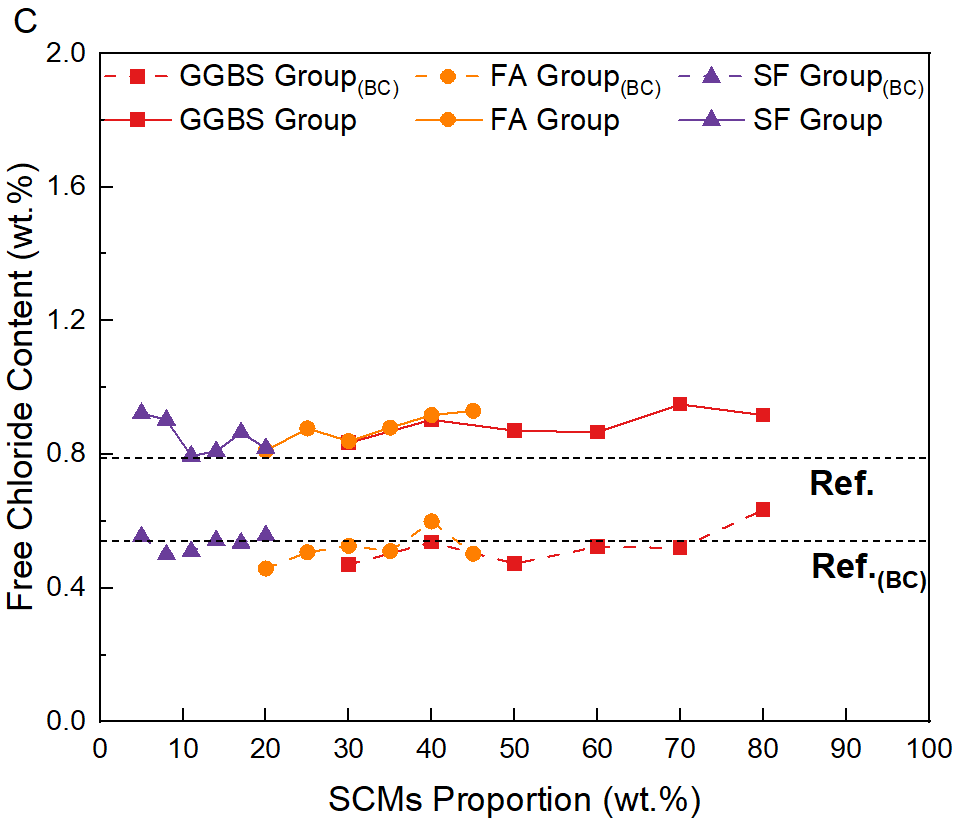 C
GGBS Group(BC) FA Group(BC) SF Group(BC)
GGBS Group FA Group SF Group
Free Chloride Content (wt.%)
2.0
1.6
1.2
0.8
0.4
0.0
Ref.
Ref.(BC)
0 10 20 30 40 50 60 70 80 90 100
SCMs Proportion (wt.%)